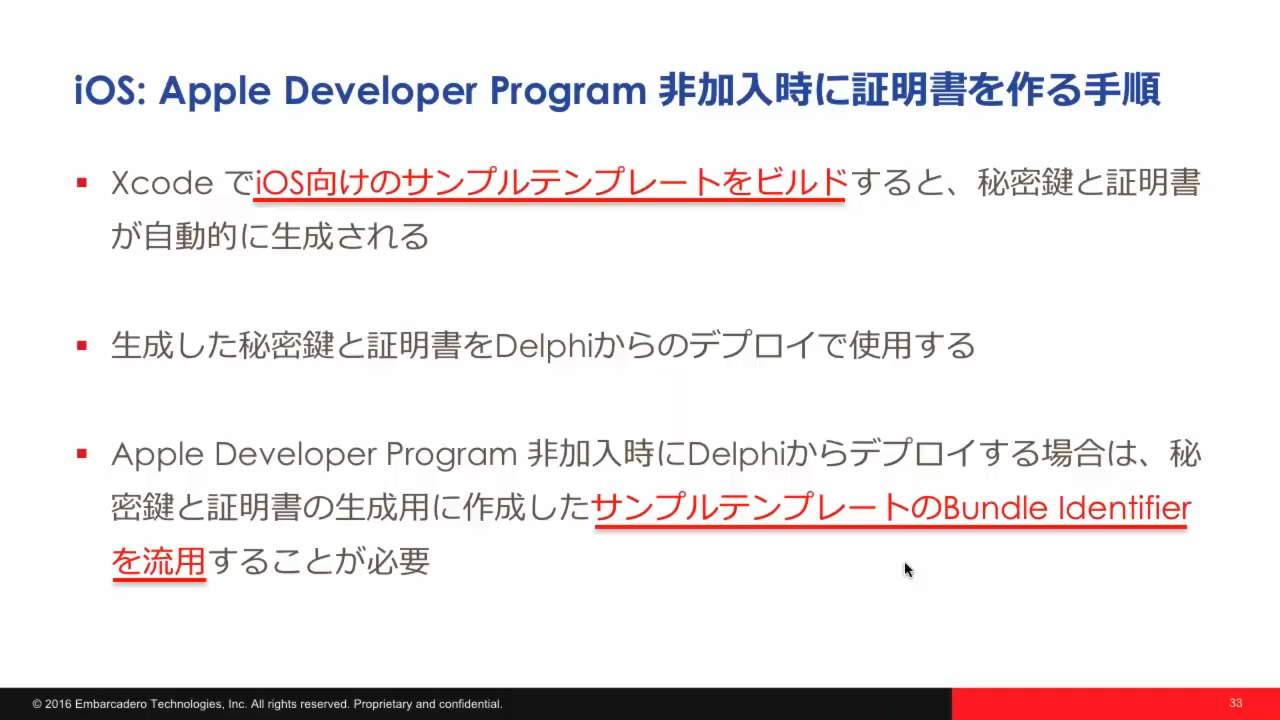 iOS: Apple Developer Program 非加入時に証明書を作る手順
▪ Xcode でiOS向けのサンプルテンプレートをビルドすると、秘密鍵と証明書
が自動的に生成される
▪ 生成した秘密鍵と証明書をDelphiからのデプロイで使用する
▪ Apple Developer Program 非加入時にDelphiからデプロイする場合は、秘
密鍵と証明書の生成用に作成したサンプルテンプレートのBundle Identifier
を流用することが必要
© 2016 Embarcadero Technologies, Inc. All rights reserved. Proprietary and confidential.
33